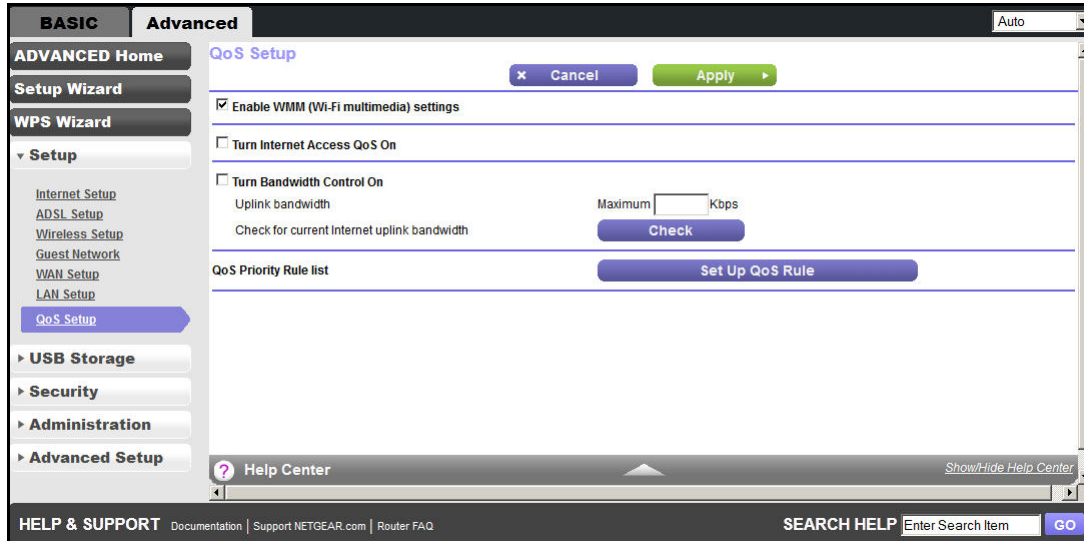 BASIC
Advanced
Auto
ADVANCED Home
Setup Wizard
WPS Wizard
Setup
Internet Setup
ADSL Setup
Wireless Setup
Guest Network
WAN Setup
LAN Setup
QoS Setup
USB Storage
Security
Administration
Advanced Setup
QoS Setup
Cancel
Apply
Enable WMM (Wi-Fi multimedia) settings
Turn Internet Access QoS On
Turn Bandwidth Control On
Uplink bandwidth Maximum Kbps
Check for current Internet uplink bandwidth Check
QoS Priority Rule list Set Up QoS Rule
? Help Center Show/Hide Help Center
HELP & SUPPORT Documentation | Support NETGEAR.com | Router FAQ SEARCH HELP Enter Search Item GO